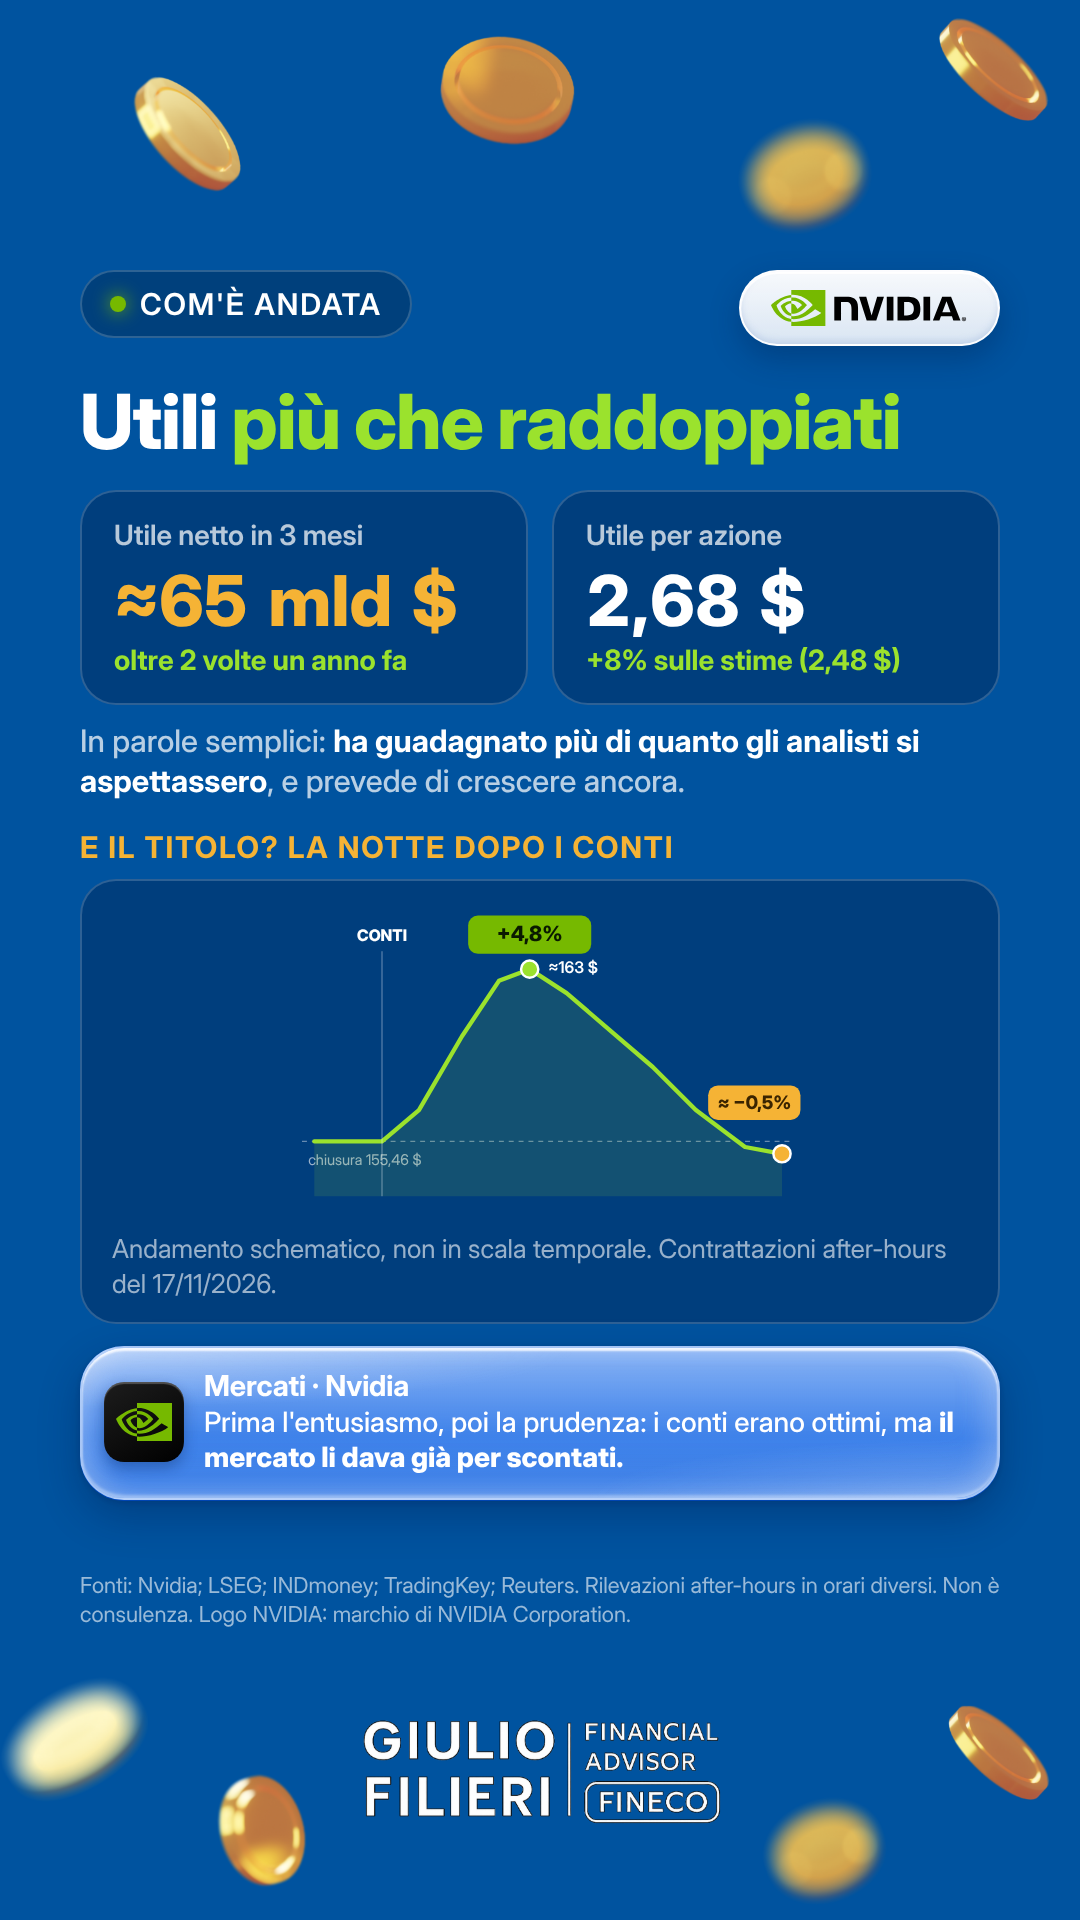 COM'È ANDATA
NVIDIA.
Utili più che raddoppiati
Utile netto in 3 mesi
≈65 mld $
oltre 2 volte un anno fa
Utile per azione
2,68 $
+8% sulle stime (2,48 $)
In parole semplici: ha guadagnato più di quanto gli analisti si
aspettassero, e prevede di crescere ancora.
E IL TITOLO? LA NOTTE DOPO I CONTI
CONTI
+4,8%
≈163 $
≈ −0,5%
chiusura 155,46 $
Andamento schematico, non in scala temporale. Contrattazioni after-hours
del 17/11/2026.
Mercati · Nvidia
Prima l'entusiasmo, poi la prudenza: i conti erano ottimi, ma il
mercato li dava già per scontati.
Fonti: Nvidia; LSEG; INDmoney; TradingKey; Reuters. Rilevazioni after-hours in orari diversi. Non è
consulenza. Logo NVIDIA: marchio di NVIDIA Corporation.
GIULIO
FILIERI
FINANCIAL
ADVISOR
FINECO